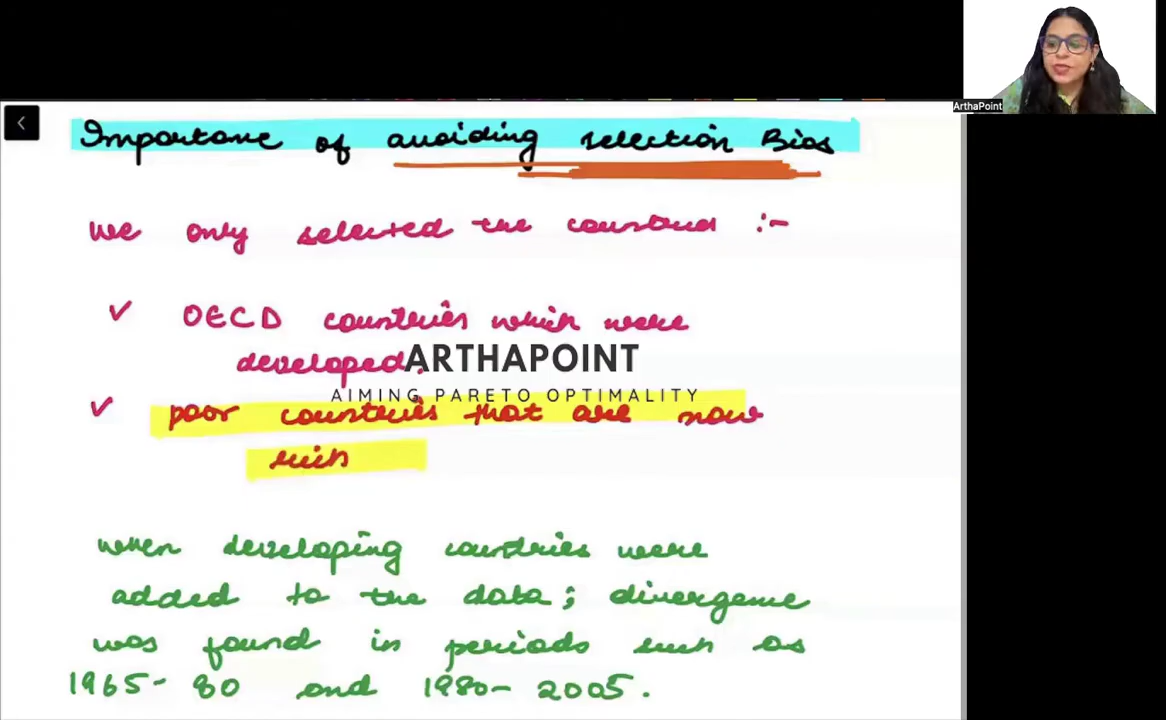 ArthaPoint
Importance of avoiding selection Bias
we only selected the countries :-
✓ OECD countries which were
developed.
ARTHAPOINT
AIMING PARETO OPTIMALITY
✓ poor countries that are now
rich
when developing countries were
added to the data; divergence
was found in periods such as
1965-80 and 1980-2005.